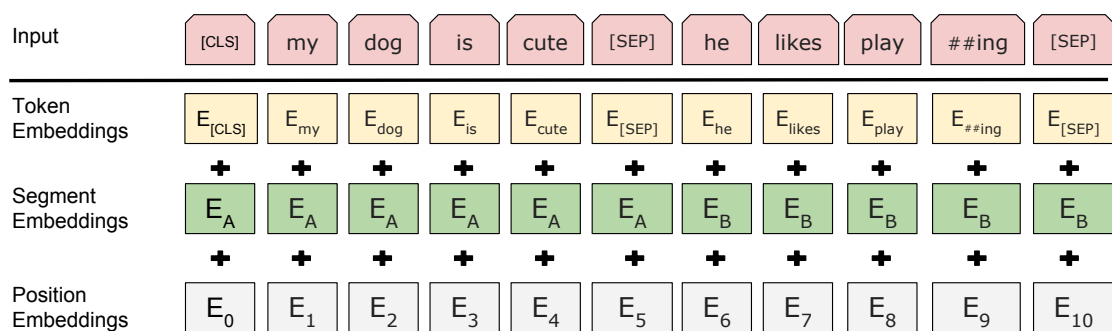 Input [CLS] my dog is cute [SEP] he likes play ##ing [SEP]
Token Embeddings E[CLS] Emy Edog Eis Ecute E[SEP] Ehe Elikes Eplay E##ing E[SEP]
+ + + + + + + + + + +
Segment Embeddings EA EA EA EA EA EA EB EB EB EB EB
+ + + + + + + + + + +
Position Embeddings E0 E1 E2 E3 E4 E5 E6 E7 E8 E9 E10